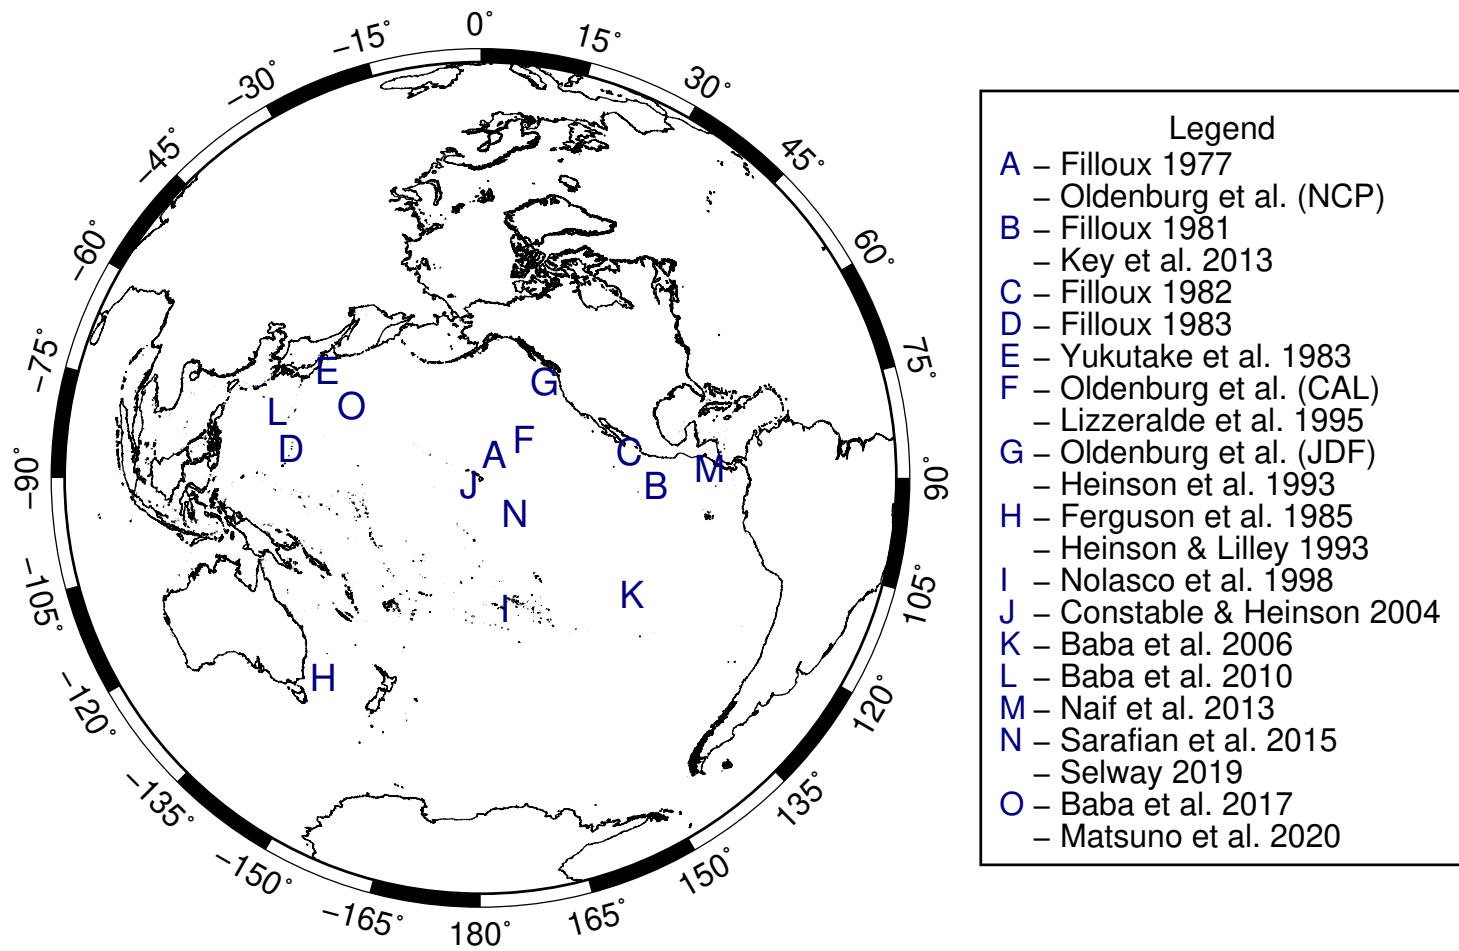 0°
15°
30°
45°
60°
75°
90°
105°
120°
135°
150°
165°
180°
−165°
−150°
−135°
−120°
−105°
−90°
−75°
−60°
−45°
−30°
−15°
E
G
O
L
F
D
A
C
J
B
M
N
K
I
H
Legend
A – Filloux 1977
– Oldenburg et al. (NCP)
B – Filloux 1981
– Key et al. 2013
C – Filloux 1982
D – Filloux 1983
E – Yukutake et al. 1983
F – Oldenburg et al. (CAL)
– Lizzeralde et al. 1995
G – Oldenburg et al. (JDF)
– Heinson et al. 1993
H – Ferguson et al. 1985
– Heinson & Lilley 1993
I – Nolasco et al. 1998
J – Constable & Heinson 2004
K – Baba et al. 2006
L – Baba et al. 2010
M – Naif et al. 2013
N – Sarafian et al. 2015
– Selway 2019
O – Baba et al. 2017
– Matsuno et al. 2020